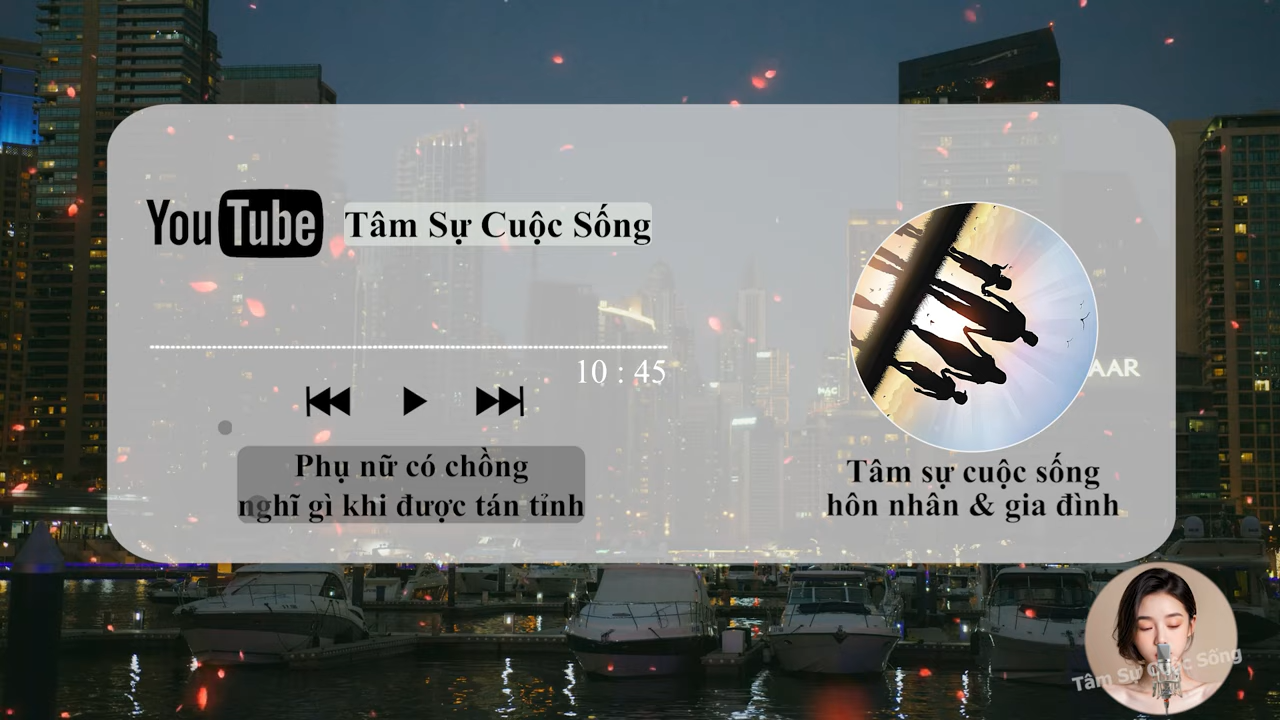 YouTube
Tâm Sự Cuộc Sống
10 : 45
Phụ nữ có chồng
nghĩ gì khi được tán tỉnh
AAR
Tâm sự cuộc sống
hôn nhân & gia đình
Tâm Sự Cuộc Sống